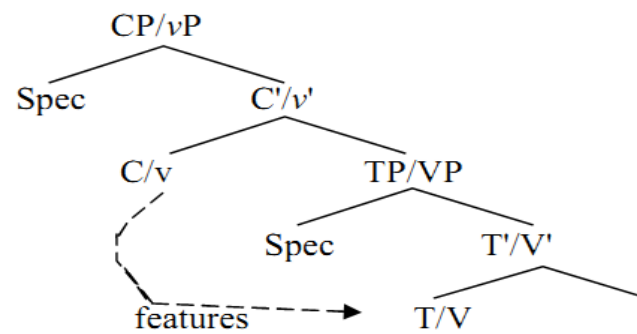 CP/vP
Spec C'/v'
C/v TP/VP
Spec T'/V'
features T/V